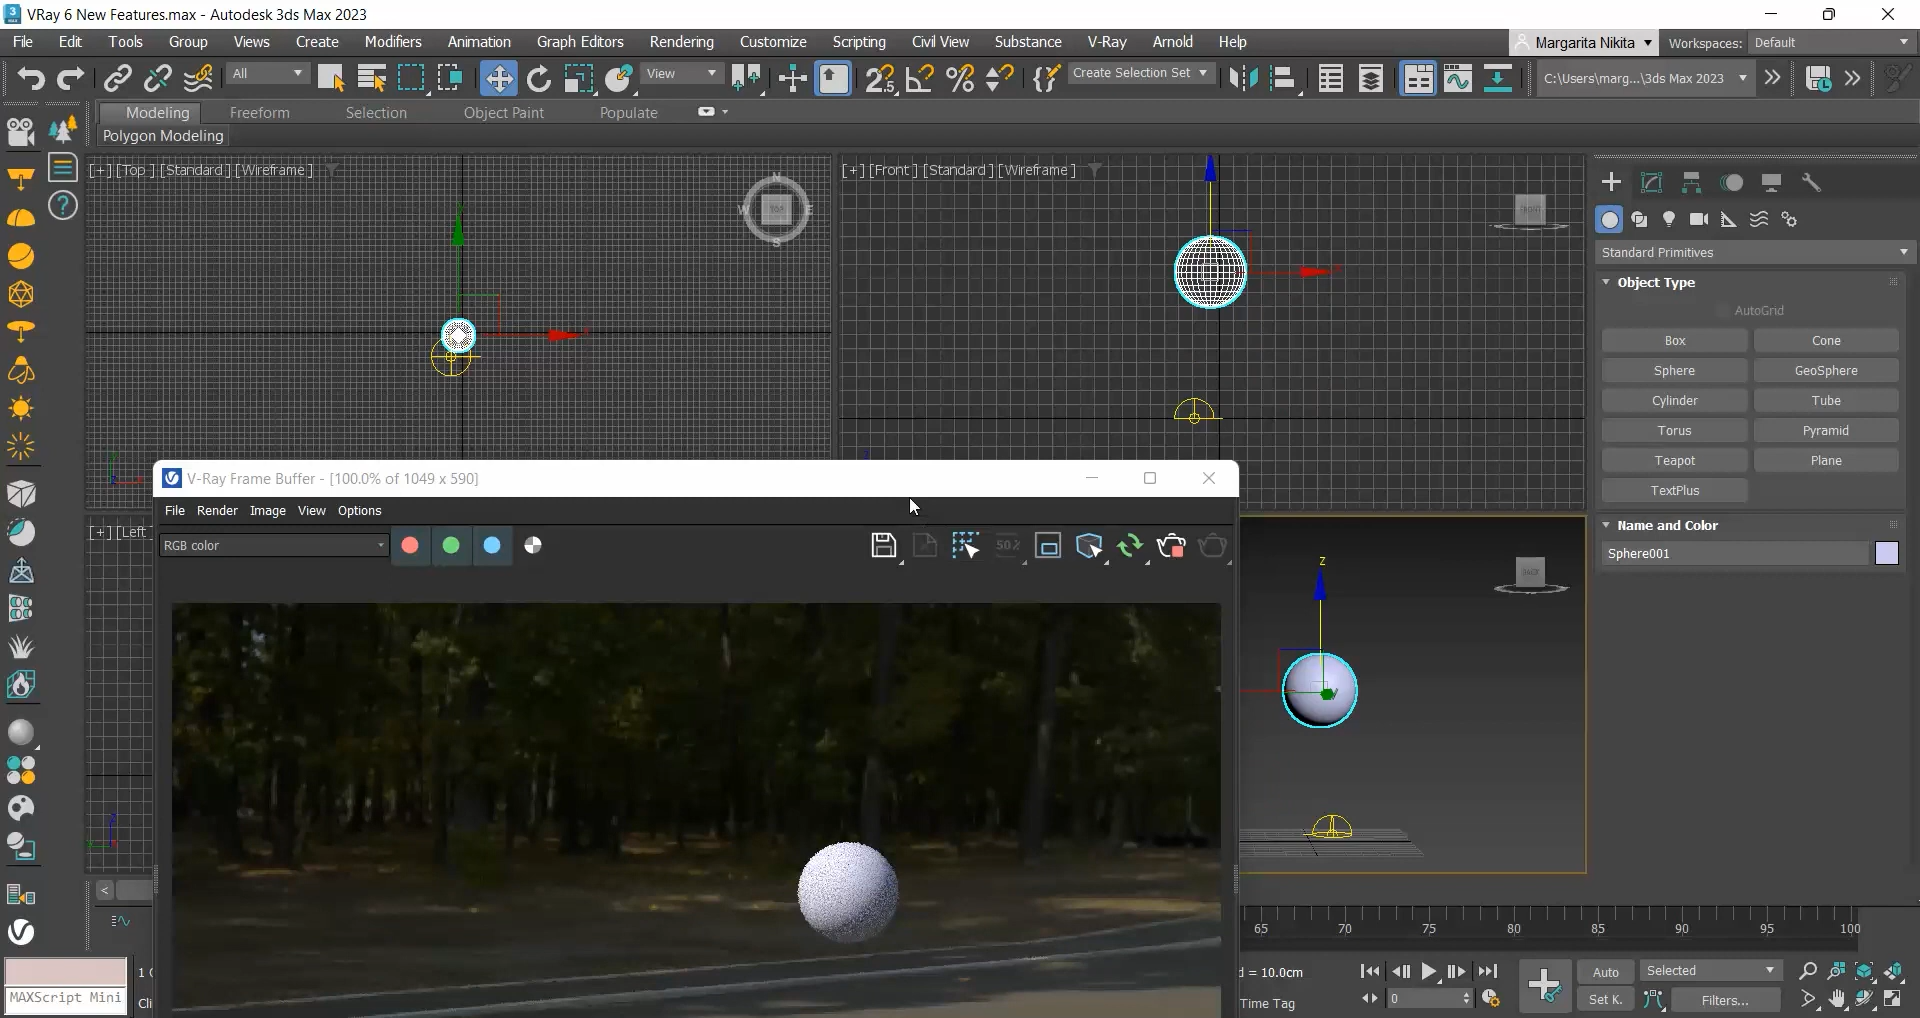 VRay 6 New Features.max - Autodesk 3ds Max 2023
File Edit Tools Group Views Create Modifiers Animation Graph Editors Rendering Customize Scripting Civil View Substance V-Ray Arnold Help
Margarita Nikita Workspaces: Default
All View Create Selection Set C:\Users\marg...\3ds Max 2023
Modeling Freeform Selection Object Paint Populate
Polygon Modeling
[+] [Top ] [Standard ] [Wireframe ]
[+] [Front ] [Standard ] [Wireframe ]
N
W TOP E
S
FRONT
Standard Primitives
Object Type
AutoGrid
Box Cone
Sphere GeoSphere
Cylinder Tube
Torus Pyramid
Teapot Plane
TextPlus
Name and Color
Sphere001
V-Ray Frame Buffer - [100.0% of 1049 x 590]
File Render Image View Options
RGB color
50%
[+] [Left
z
BACK
65 70 75 80 85 90 95 100
d = 10.0cm
Time Tag
0
Auto Selected
Set K. Filters...
MAXScript Mini